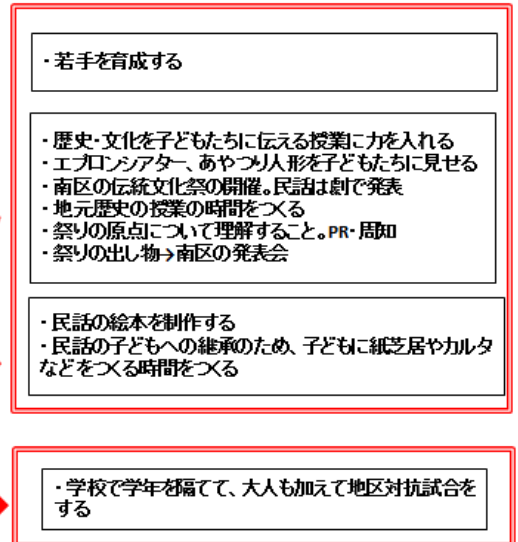 ・若手を育成する
・歴史・文化を子どもたちに伝える授業に力を入れる
・エプロンシアター、あやつり人形を子どもたちに見せる
・南区の伝統文化祭の開催。民話は劇で発表
・地元歴史の授業の時間をつくる
・祭りの原点について理解すること。PR・周知
・祭りの出し物→南区の発表会
・民話の絵本を制作する
・民話の子どもへの継承のため、子どもに紙芝居やカルタ
などをつくる時間をつくる
・学校で学年を隔てて、大人も加えて地区対抗試合を
する